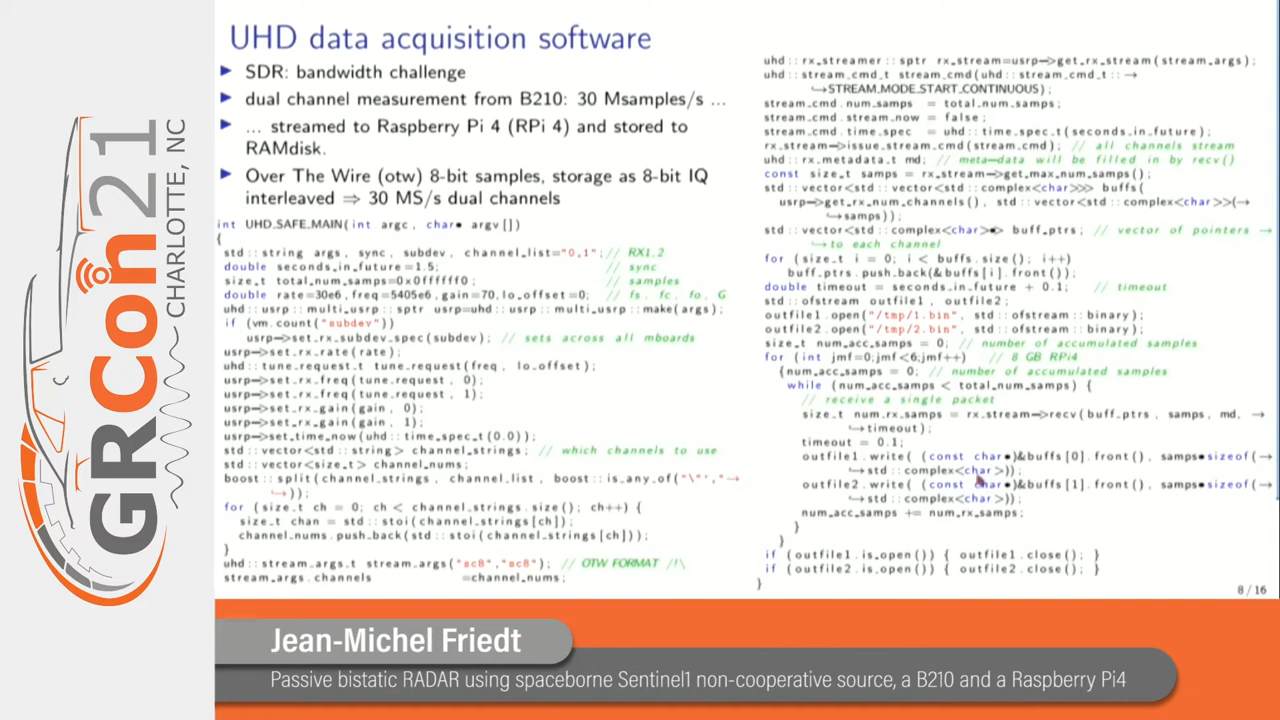 GRCon21
CHARLOTTE, NC
UHD data acquisition software
SDR: bandwidth challenge
dual channel measurement from B210: 30 Msamples/s ...
... streamed to Raspberry Pi 4 (RPi 4) and stored to
RAMdisk.
Over The Wire (otw) 8-bit samples, storage as 8-bit IQ
interleaved ⇒ 30 MS/s dual channels
int UHD_SAFE_MAIN(int argc, char* argv[])
{
std::string args, sync, subdev, channel_list="0,1"; // RX1,2
double seconds_in_future=1.5; // sync
size_t total_num_samps=0x0ffffff0; // samples
double rate=30e6, freq=5405e6, gain=70, lo_offset=0; // fs, fc, fo, G
uhd::usrp::multi_usrp::sptr usrp=uhd::usrp::multi_usrp::make(args);
if (vm.count("subdev"))
usrp->set_rx_subdev_spec(subdev); // sets across all mboards
usrp->set_rx_rate(rate);
uhd::tune_request_t tune_request(freq, lo_offset);
usrp->set_rx_freq(tune_request, 0);
usrp->set_rx_freq(tune_request, 1);
usrp->set_rx_gain(gain, 0);
usrp->set_rx_gain(gain, 1);
usrp->set_time_now(uhd::time_spec_t(0.0));
std::vector<std::string> channel_strings; // which channels to use
std::vector<size_t> channel_nums;
boost::split(channel_strings, channel_list, boost::is_any_of("\"',"→
↪));
for (size_t ch = 0; ch < channel_strings.size(); ch++) {
size_t chan = std::stoi(channel_strings[ch]);
channel_nums.push_back(std::stoi(channel_strings[ch]));
}
uhd::stream_args_t stream_args("sc8","sc8"); // OTW FORMAT /!\
stream_args.channels =channel_nums;
uhd::rx_streamer::sptr rx_stream=usrp->get_rx_stream(stream_args);
uhd::stream_cmd_t stream_cmd(uhd::stream_cmd_t::→
↪STREAM_MODE_START_CONTINUOUS);
stream_cmd.num_samps = total_num_samps;
stream_cmd.stream_now = false;
stream_cmd.time_spec = uhd::time_spec_t(seconds_in_future);
rx_stream->issue_stream_cmd(stream_cmd); // all channels stream
uhd::rx_metadata_t md; // meta-data will be filled in by recv()
const size_t samps = rx_stream->get_max_num_samps();
std::vector<std::vector<std::complex<char>>> buffs(
usrp->get_rx_num_channels(), std::vector<std::complex<char>>(→
↪samps));
std::vector<std::complex<char>*> buff_ptrs; // vector of pointers →
↪to each channel
for (size_t i = 0; i < buffs.size(); i++)
buff_ptrs.push_back(&buffs[i].front());
double timeout = seconds_in_future + 0.1; // timeout
std::ofstream outfile1, outfile2;
outfile1.open("/tmp/1.bin", std::ofstream::binary);
outfile2.open("/tmp/2.bin", std::ofstream::binary);
size_t num_acc_samps = 0; // number of accumulated samples
for (int jmf=0;jmf<6;jmf++) // 8 GB RPi4
{num_acc_samps = 0; // number of accumulated samples
while (num_acc_samps < total_num_samps) {
// receive a single packet
size_t num_rx_samps = rx_stream->recv(buff_ptrs, samps, md, →
↪timeout);
timeout = 0.1;
outfile1.write( (const char*)&buffs[0].front(), samps*sizeof(→
↪std::complex<char>));
outfile2.write( (const char*)&buffs[1].front(), samps*sizeof(→
↪std::complex<char>));
num_acc_samps += num_rx_samps;
}
}
if (outfile1.is_open()) { outfile1.close(); }
if (outfile2.is_open()) { outfile2.close(); }
}
8/16
Jean-Michel Friedt
Passive bistatic RADAR using spaceborne Sentinel1 non-cooperative source, a B210 and a Raspberry Pi4